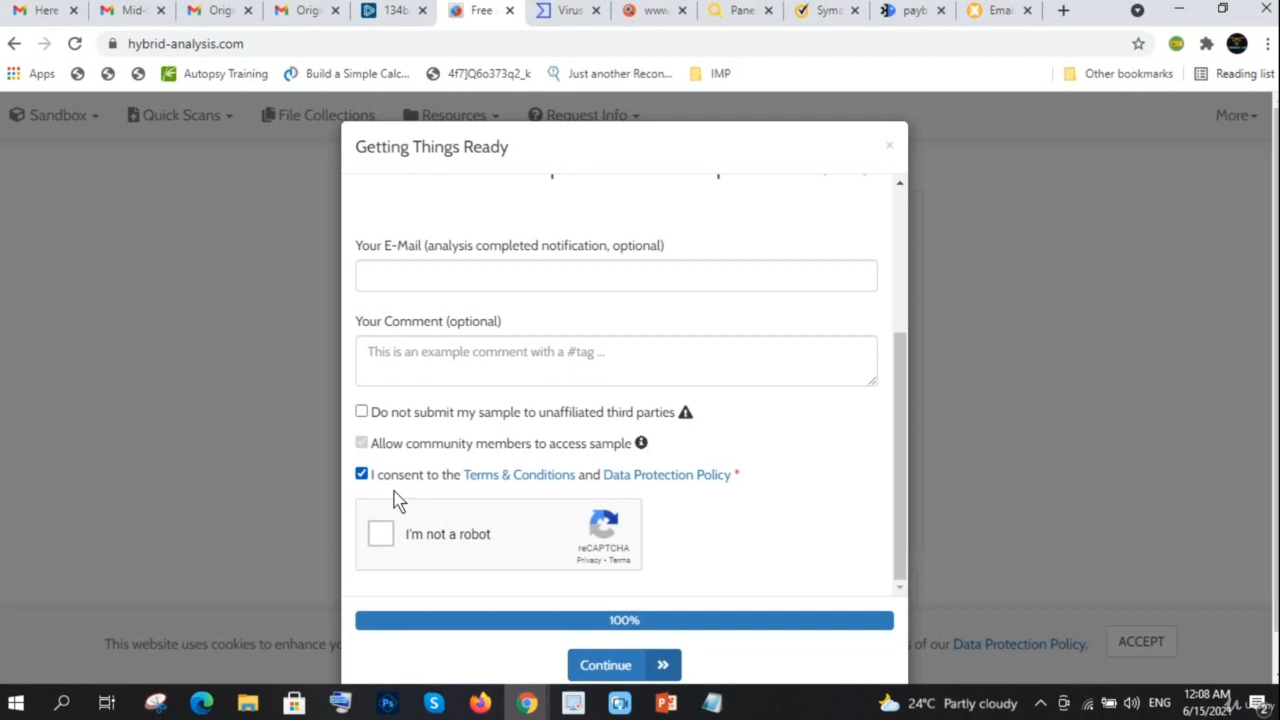 Here
Mid-
Orig
Orig
134b
Free
Virus
www
Pane
Syma
payb
Emai
hybrid-analysis.com
Apps
Autopsy Training
Build a Simple Calc...
4f7]Q6o373q2_k
Just another Recon...
IMP
Other bookmarks
Reading list
Sandbox
Quick Scans
File Collections
Resources
Request Info
More
Getting Things Ready
Your E-Mail (analysis completed notification, optional)
Your Comment (optional)
This is an example comment with a #tag ...
Do not submit my sample to unaffiliated third parties
Allow community members to access sample
I consent to the Terms & Conditions and Data Protection Policy *
I'm not a robot
reCAPTCHA
Privacy - Terms
100%
This website uses cookies to enhance
of our Data Protection Policy.
ACCEPT
Continue
24°C Partly cloudy
ENG
12:08 AM
6/15/202